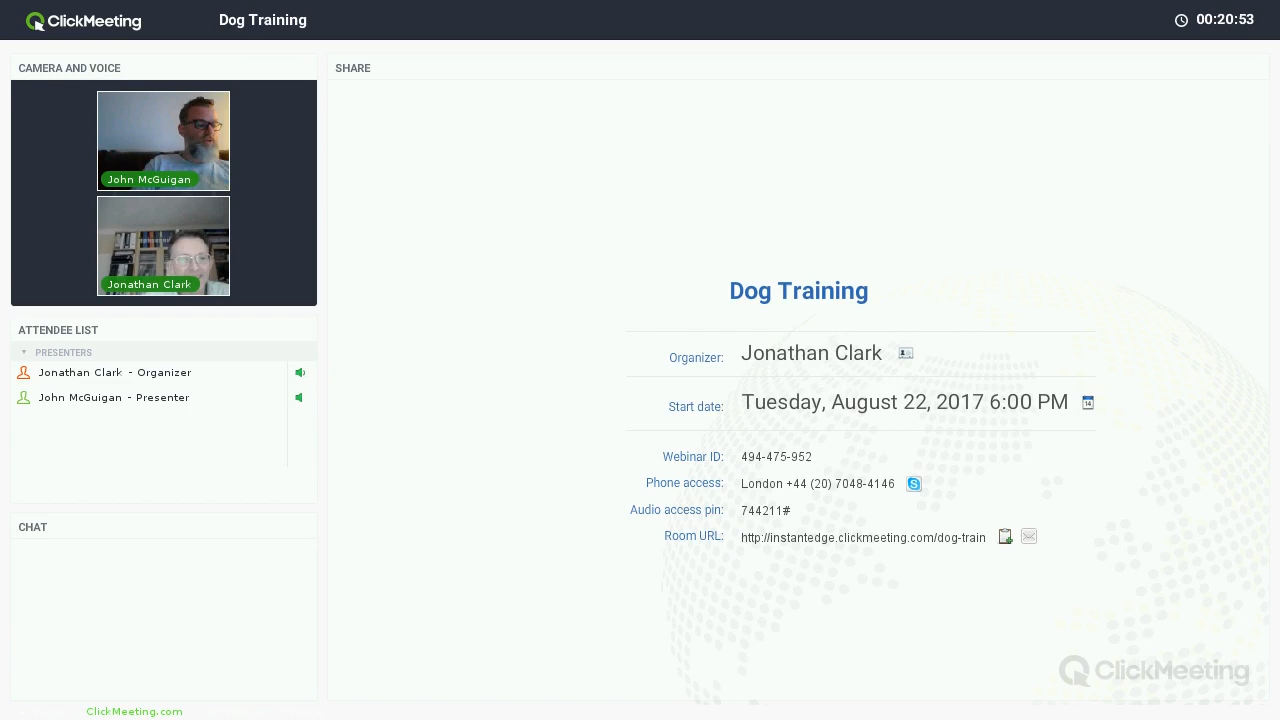 ClickMeeting
Dog Training
00:20:53
CAMERA AND VOICE
John McGuigan
Jonathan Clark
ATTENDEE LIST
PRESENTERS
Jonathan Clark - Organizer
John McGuigan - Presenter
CHAT
ClickMeeting.com
SHARE
Dog Training
Organizer: Jonathan Clark
Start date: Tuesday, August 22, 2017 6:00 PM
14
Webinar ID: 494-475-952
Phone access: London +44 (20) 7048-4146
Audio access pin: 744211#
Room URL: http://instantedge.clickmeeting.com/dog-train
ClickMeeting